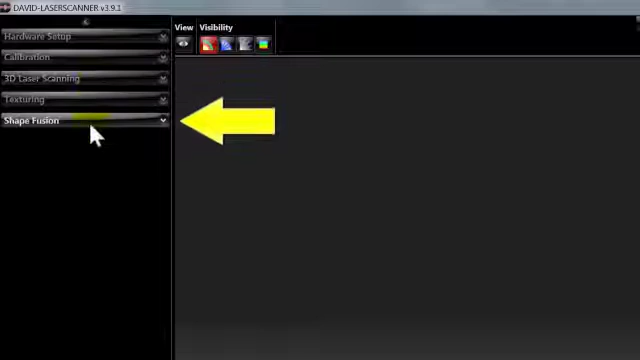 DAVID-LASERSCANNER v3.9.1
Hardware Setup
Calibration
3D Laser Scanning
Texturing
Shape Fusion
View
Visibility